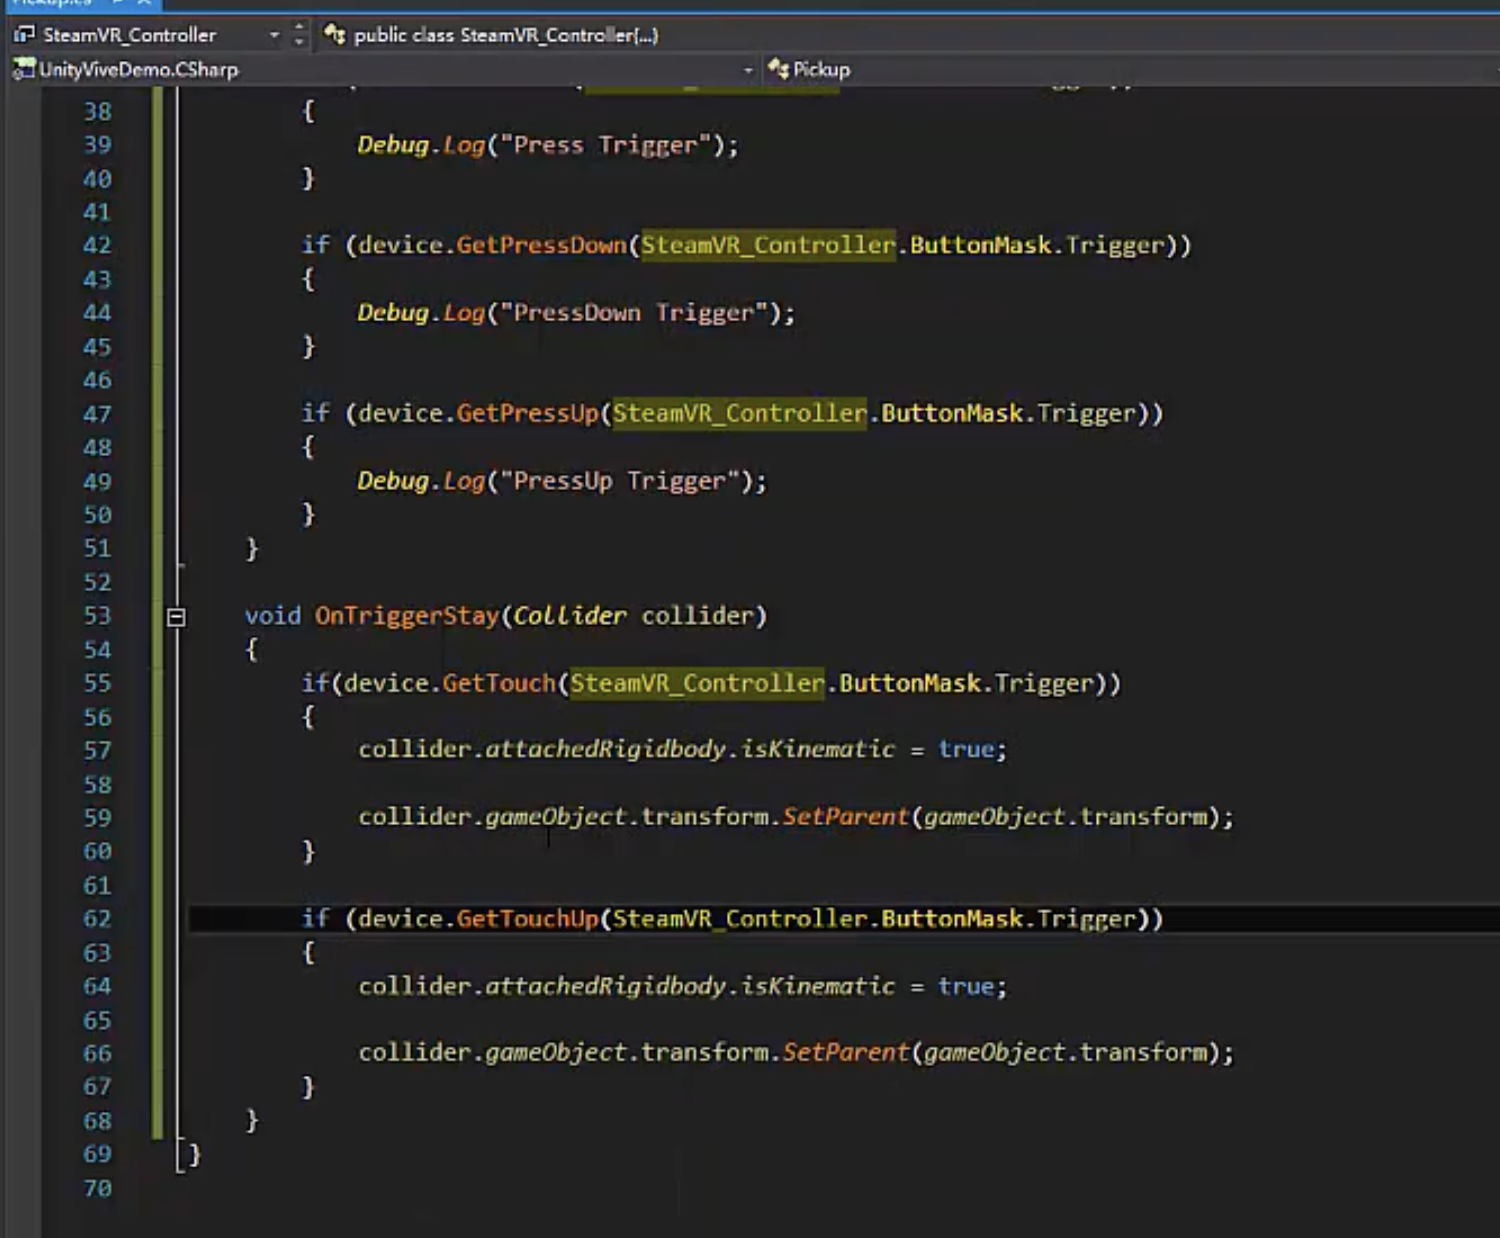 Pickup.cs
SteamVR_Controller
public class SteamVR_Controller{...}
UnityViveDemo.CSharp
Pickup
38 {
39 Debug.Log("Press Trigger");
40 }
41
42 if (device.GetPressDown(SteamVR_Controller.ButtonMask.Trigger))
43 {
44 Debug.Log("PressDown Trigger");
45 }
46
47 if (device.GetPressUp(SteamVR_Controller.ButtonMask.Trigger))
48 {
49 Debug.Log("PressUp Trigger");
50 }
51 }
52
53 void OnTriggerStay(Collider collider)
54 {
55 if(device.GetTouch(SteamVR_Controller.ButtonMask.Trigger))
56 {
57 collider.attachedRigidbody.isKinematic = true;
58
59 collider.gameObject.transform.SetParent(gameObject.transform);
60 }
61
62 if (device.GetTouchUp(SteamVR_Controller.ButtonMask.Trigger))
63 {
64 collider.attachedRigidbody.isKinematic = true;
65
66 collider.gameObject.transform.SetParent(gameObject.transform);
67 }
68 }
69 }
70